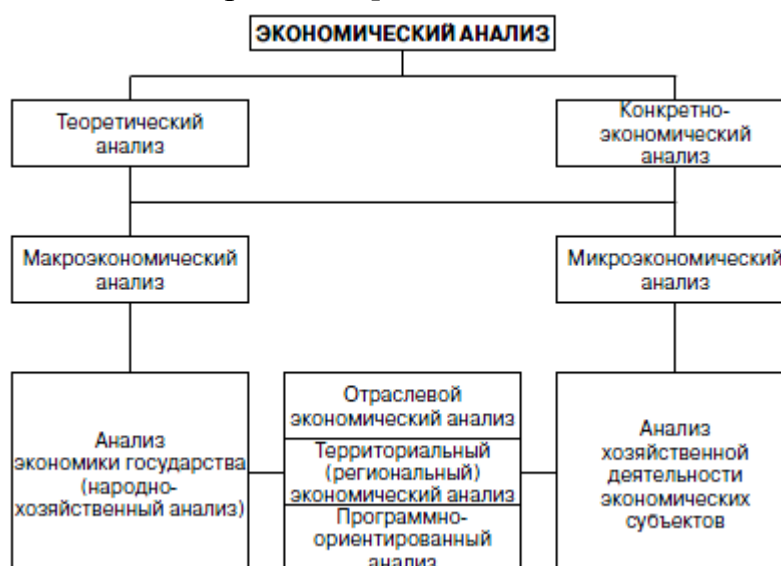 ЭКОНОМИЧЕСКИЙ АНАЛИЗ
Теоретический
анализ
Конкретно-
экономический
анализ
Макроэкономический
анализ
Микроэкономический
анализ
Анализ
экономики государства
(народно-
хозяйственный анализ)
Отраслевой
экономический анализ
Территориальный
(региональный)
экономический анализ
Программно-
ориентированный
анализ
Анализ
хозяйственной
деятельности
экономических
субъектов